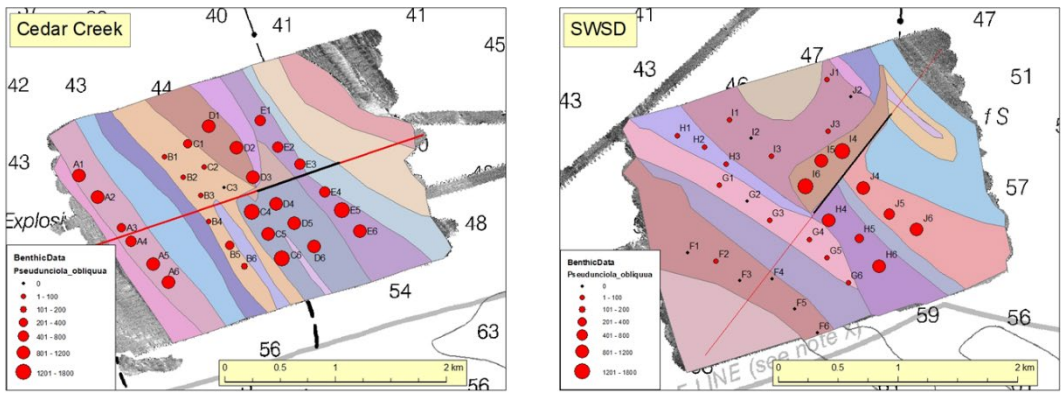 Cedar Creek
40
41
41
45
42
43
44
43
Explosi
48
54
56
63
56
A1
A2
A3
A4
A5
A6
B1
B2
B3
B4
B5
B6
C1
C2
C3
C4
C5
C6
D1
D2
D3
D4
D5
D6
E1
E2
E3
E4
E5
E6
BenthicData
Pseudunciola_obliquua
0
1 - 100
101 - 200
201 - 400
401 - 800
801 - 1200
1201 - 1800
0 0.5 1 2 km
SWSD
41
47
47
43
46
43
51
f S
57
59
56
E LINE (see note X)
F1
F2
F3
F4
F5
F6
G1
G2
G3
G4
G5
G6
H1
H2
H3
H4
H5
H6
I1
I2
I3
I4
I5
I6
J1
J2
J3
J4
J5
J6
BenthicData
Pseudunciola_obliquua
0
1 - 100
101 - 200
201 - 400
401 - 800
801 - 1200
1201 - 1800
0 0.5 1 2 km